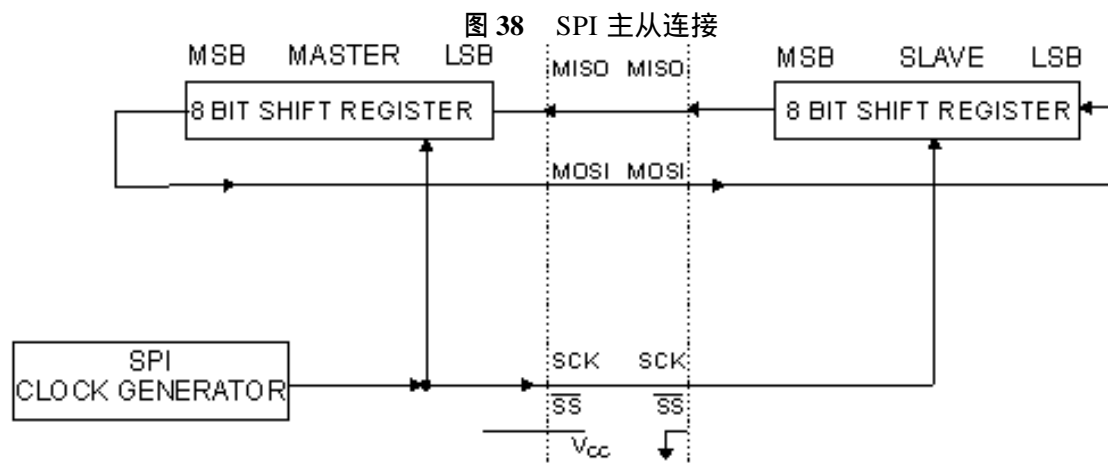 图 38 SPI 主从连接
MSB MASTER LSB
MISO MISO
MSB SLAVE LSB
8 BIT SHIFT REGISTER
8 BIT SHIFT REGISTER
MOSI MOSI
SPI
CLOCK GENERATOR
SCK SCK
SS SS
VCC